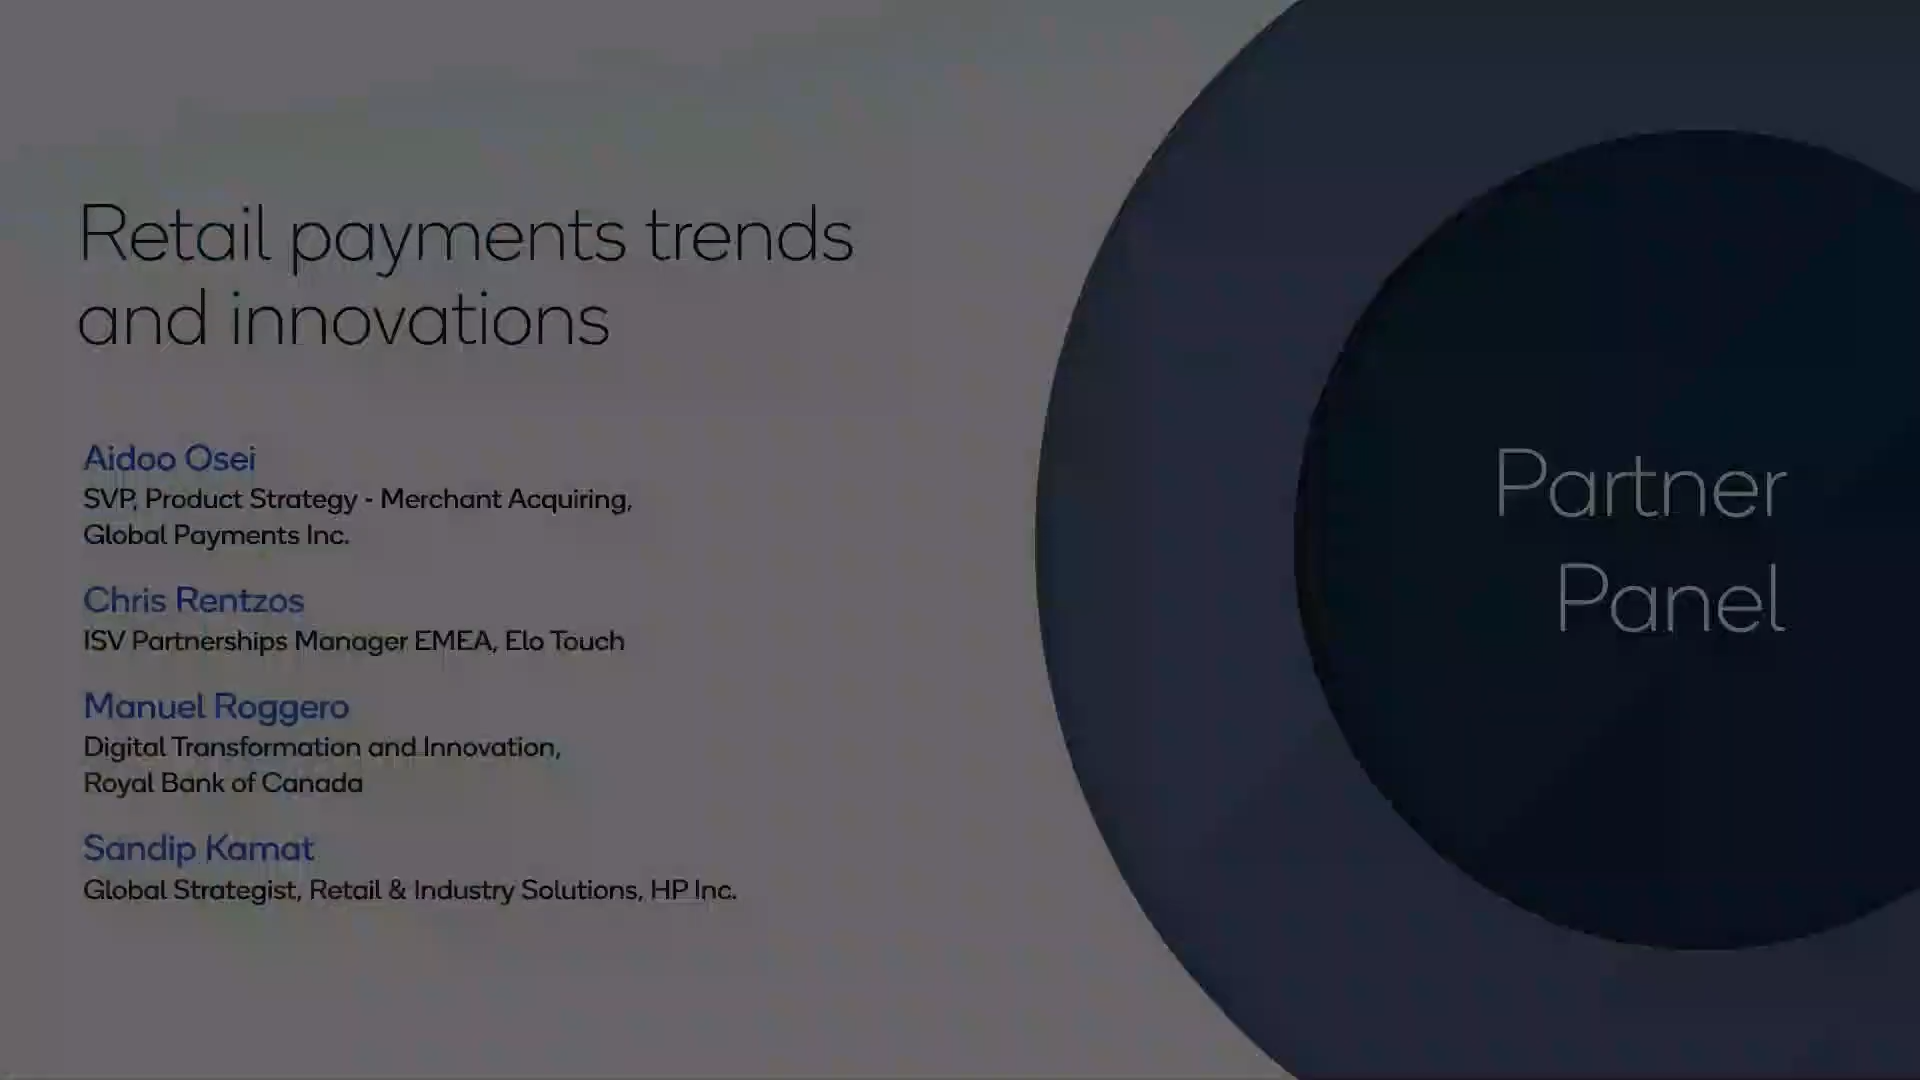 Retail payments trends
and innovations
Aidoo Osei
SVP, Product Strategy - Merchant Acquiring,
Global Payments Inc.
Chris Rentzos
ISV Partnerships Manager EMEA, Elo Touch
Manuel Roggero
Digital Transformation and Innovation,
Royal Bank of Canada
Sandip Kamat
Global Strategist, Retail & Industry Solutions, HP Inc.
Partner
Panel